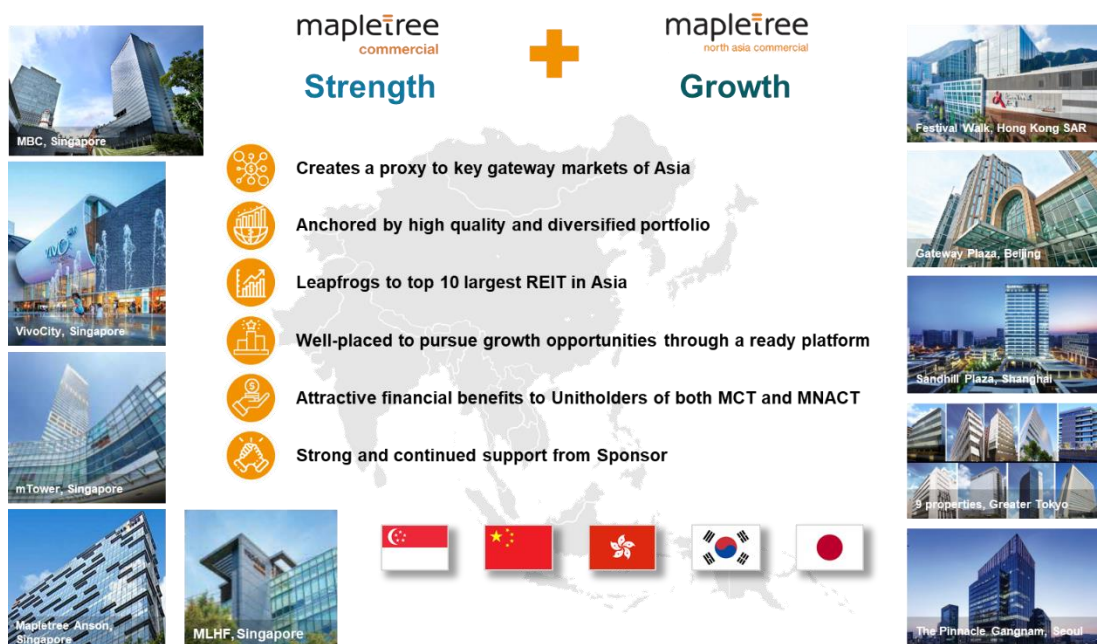 mapletree
commercial
mapletree
north asia commercial
Strength
Growth
Creates a proxy to key gateway markets of Asia
Anchored by high quality and diversified portfolio
Leapfrogs to top 10 largest REIT in Asia
Well-placed to pursue growth opportunities through a ready platform
Attractive financial benefits to Unitholders of both MCT and MNACT
Strong and continued support from Sponsor
MBC, Singapore
VivoCity, Singapore
mTower, Singapore
Mapletree Anson,
Singapore
MLHF, Singapore
Festival Walk, Hong Kong SAR
Gateway Plaza, Beijing
Sandhill Plaza, Shanghai
9 properties, Greater Tokyo
The Pinnacle Gangnam, Seoul